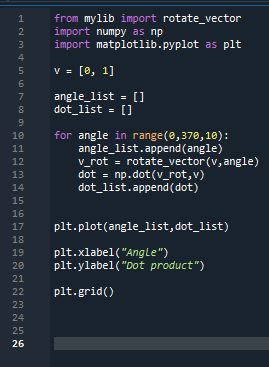 1 from mylib import rotate_vector
2 import numpy as np
3 import matplotlib.pyplot as plt
4
5 v = [0, 1]
6
7 angle_list = []
8 dot_list = []
9
10 for angle in range(0,370,10):
11     angle_list.append(angle)
12     v_rot = rotate_vector(v,angle)
13     dot = np.dot(v_rot,v)
14     dot_list.append(dot)
15
16
17 plt.plot(angle_list,dot_list)
18
19 plt.xlabel("Angle")
20 plt.ylabel("Dot product")
21
22 plt.grid()
23
24
25
26